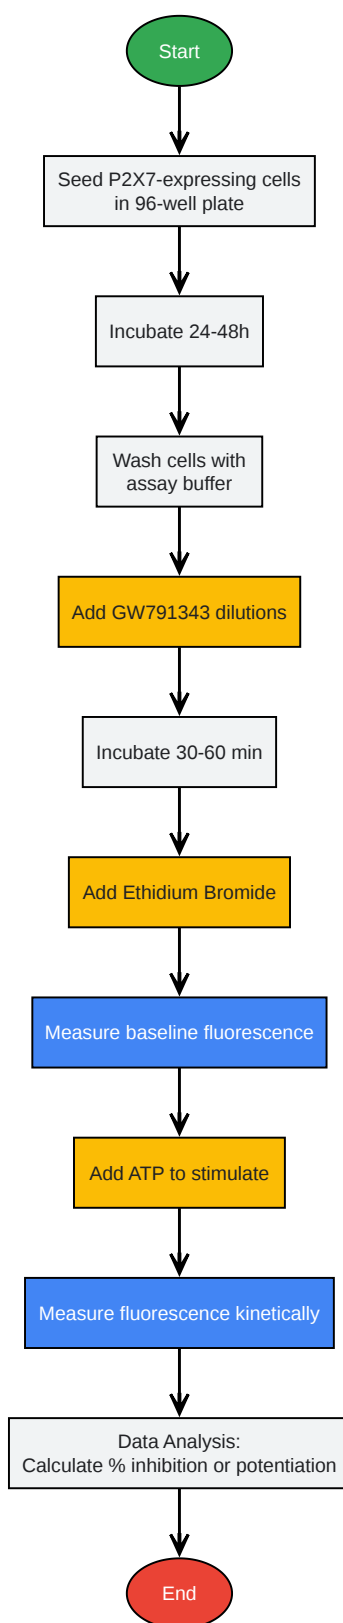 Start
Seed P2X7-expressing cells
in 96-well plate
Incubate 24-48h
Wash cells with
assay buffer
Add GW791343 dilutions
Incubate 30-60 min
Add Ethidium Bromide
Measure baseline fluorescence
Add ATP to stimulate
Measure fluorescence kinetically
Data Analysis:
Calculate % inhibition or potentiation
End